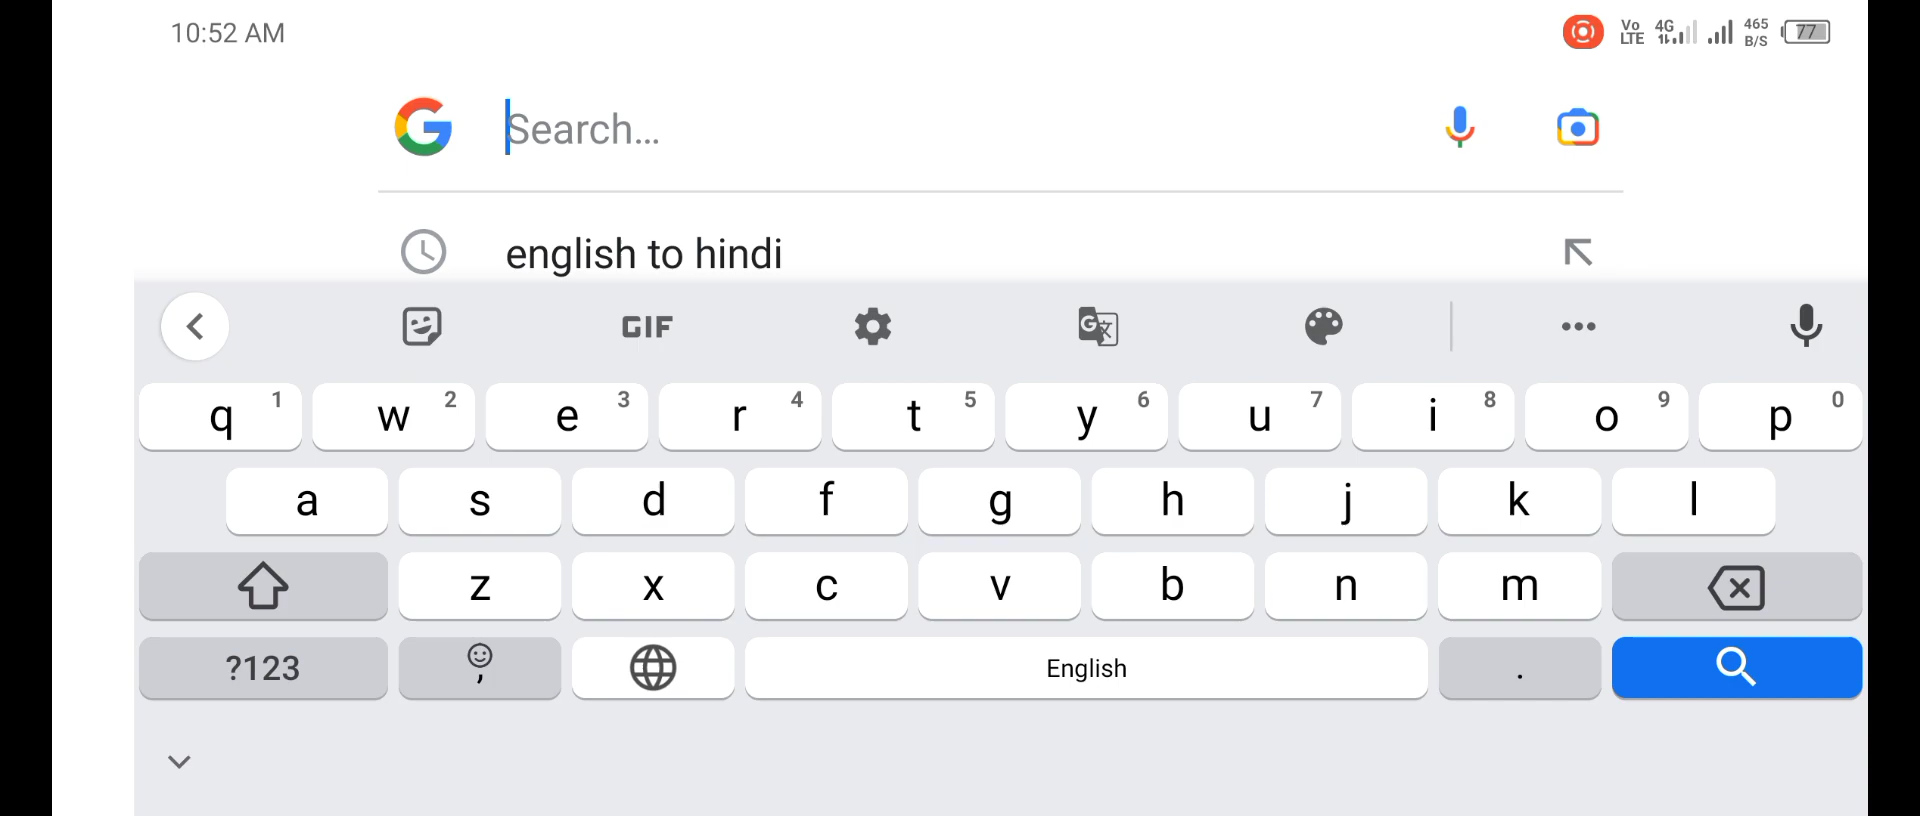 10:52 AM
Vo LTE 4G 465 B/S 77
Search...
english to hindi
GIF
q 1 w 2 e 3 r 4 t 5 y 6 u 7 i 8 o 9 p 0
a s d f g h j k l
z x c v b n m
?123 , English .